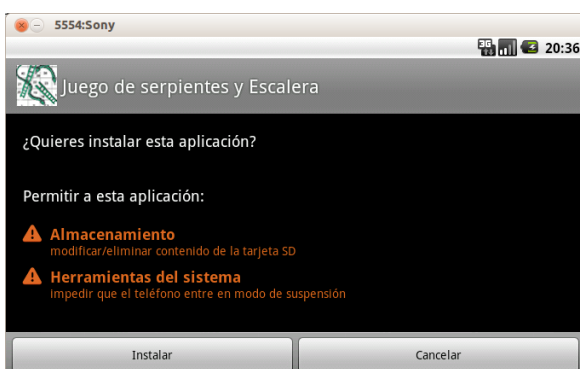 5554:Sony
3G 20:36
Juego de serpientes y Escalera
¿Quieres instalar esta aplicación?
Permitir a esta aplicación:
Almacenamiento
modificar/eliminar contenido de la tarjeta SD
Herramientas del sistema
impedir que el teléfono entre en modo de suspensión
Instalar
Cancelar